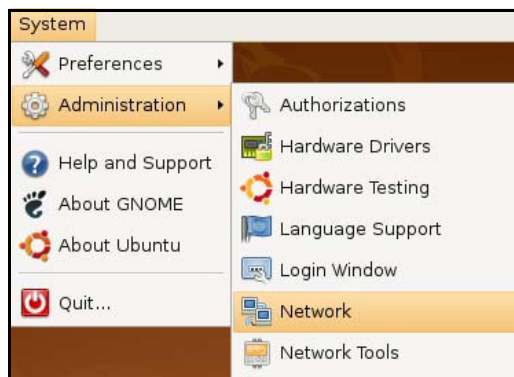 System
Preferences
Administration
Help and Support
About GNOME
About Ubuntu
Quit...
Authorizations
Hardware Drivers
Hardware Testing
Language Support
Login Window
Network
Network Tools